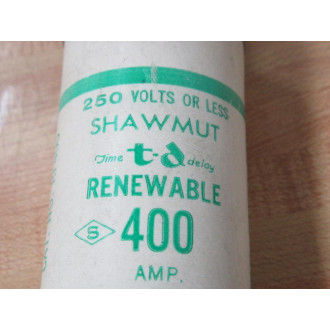 250 VOLTS OR LESS
SHAWMUT
Time t-d delay
RENEWABLE
S 400
AMP.